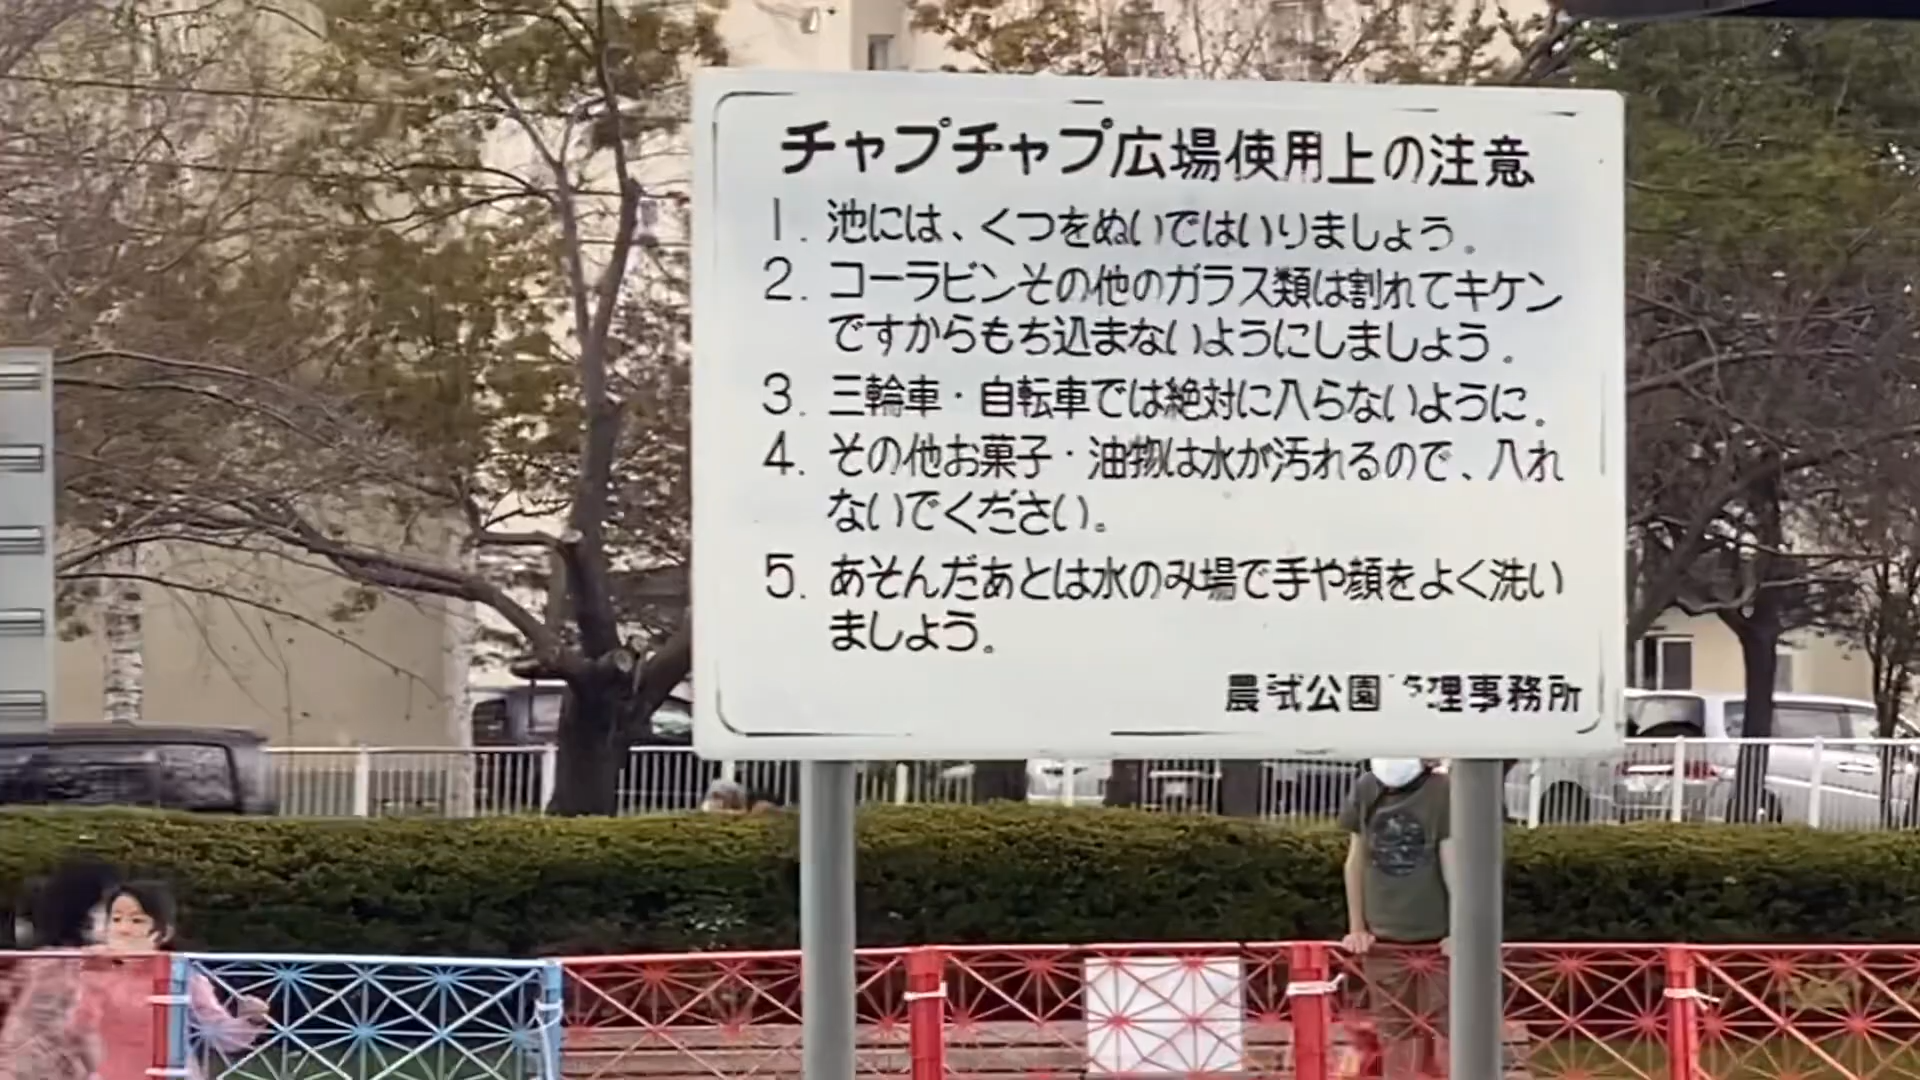 チャプチャプ広場使用上の注意
1. 池には、くつをぬいではいりましょう。
2. コーラビンその他のガラス類は割れてキケン
ですからもち込まないようにしましょう。
3. 三輪車・自転車では絶対に入らないように。
4. その他お菓子・油物は水が汚れるので、入れ
ないでください。
5. あそんだあとは水のみ場で手や顔をよく洗い
ましょう。
農試公園 理事務所